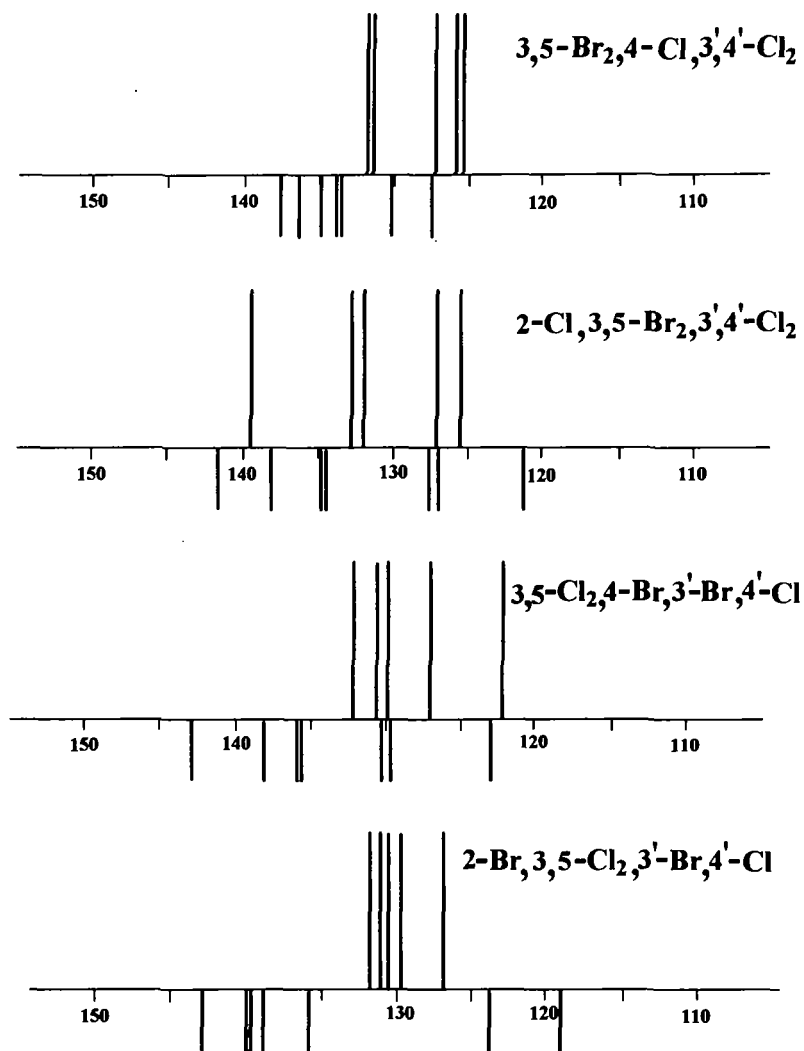 3,5-Br₂,4-Cl,3',4'-Cl₂
150 140 130 120 110
2-Cl,3,5-Br₂,3',4'-Cl₂
150 140 130 120 110
3,5-Cl₂,4-Br,3'-Br,4'-Cl
150 140 130 120 110
2-Br,3,5-Cl₂,3'-Br,4'-Cl
150 140 130 120 110